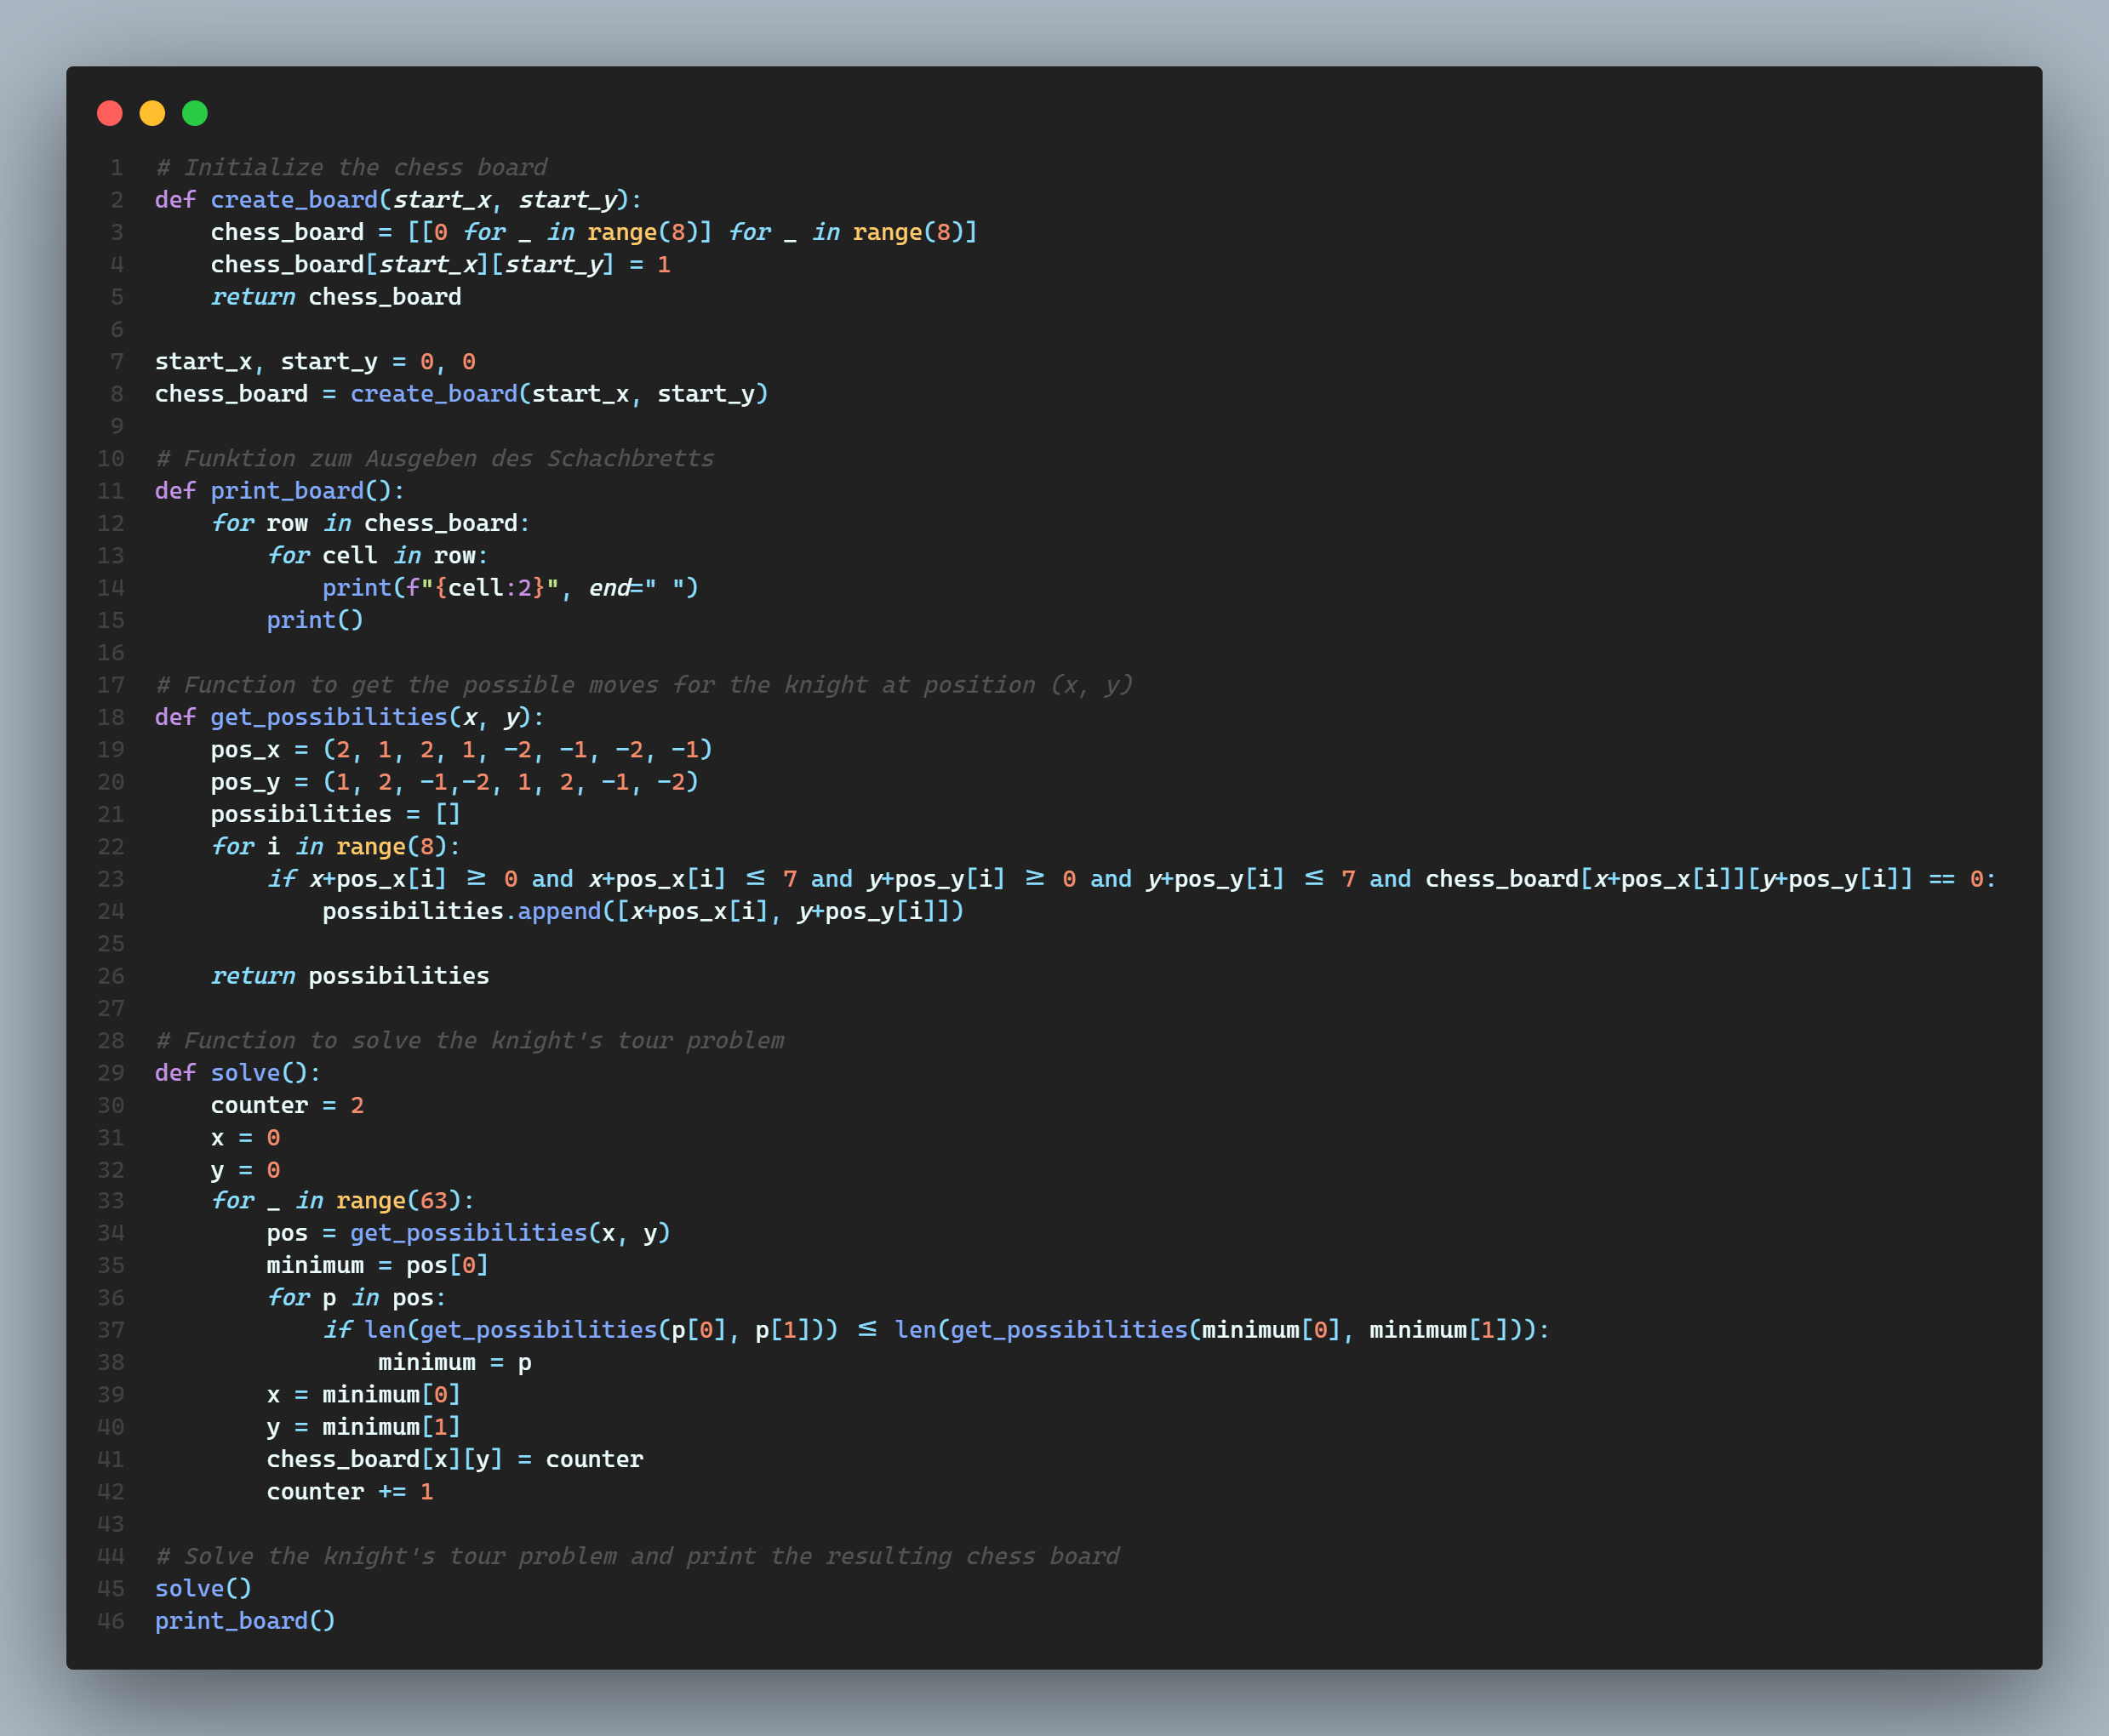 1 # Initialize the chess board
2 def create_board(start_x, start_y):
3     chess_board = [[0 for _ in range(8)] for _ in range(8)]
4     chess_board[start_x][start_y] = 1
5     return chess_board
6
7 start_x, start_y = 0, 0
8 chess_board = create_board(start_x, start_y)
9
10 # Funktion zum Ausgeben des Schachbretts
11 def print_board():
12     for row in chess_board:
13         for cell in row:
14             print(f"{cell:2}", end=" ")
15         print()
16
17 # Function to get the possible moves for the knight at position (x, y)
18 def get_possibilities(x, y):
19     pos_x = (2, 1, 2, 1, -2, -1, -2, -1)
20     pos_y = (1, 2, -1,-2, 1, 2, -1, -2)
21     possibilities = []
22     for i in range(8):
23         if x+pos_x[i] ≥ 0 and x+pos_x[i] ≤ 7 and y+pos_y[i] ≥ 0 and y+pos_y[i] ≤ 7 and chess_board[x+pos_x[i]][y+pos_y[i]] == 0:
24             possibilities.append([x+pos_x[i], y+pos_y[i]])
25
26     return possibilities
27
28 # Function to solve the knight's tour problem
29 def solve():
30     counter = 2
31     x = 0
32     y = 0
33     for _ in range(63):
34         pos = get_possibilities(x, y)
35         minimum = pos[0]
36         for p in pos:
37             if len(get_possibilities(p[0], p[1])) ≤ len(get_possibilities(minimum[0], minimum[1])):
38                 minimum = p
39         x = minimum[0]
40         y = minimum[1]
41         chess_board[x][y] = counter
42         counter += 1
43
44 # Solve the knight's tour problem and print the resulting chess board
45 solve()
46 print_board()